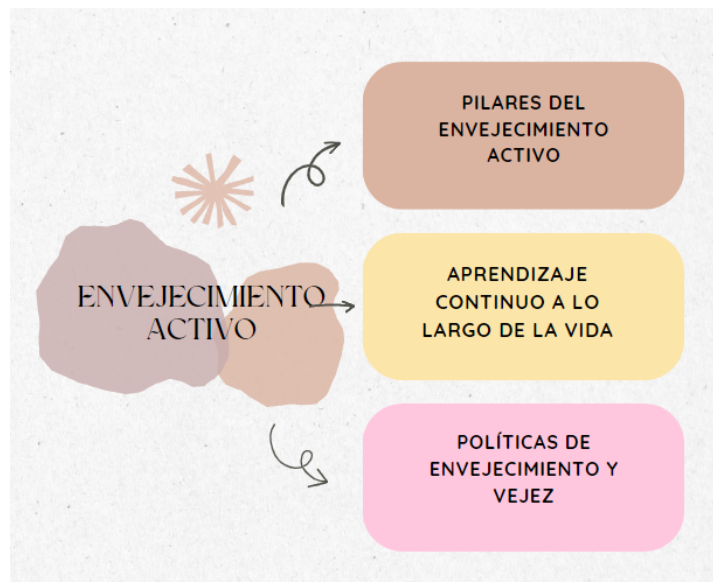 ENVEJECIMIENTO
ACTIVO
PILARES DEL
ENVEJECIMIENTO
ACTIVO
APRENDIZAJE
CONTINUO A LO
LARGO DE LA VIDA
POLÍTICAS DE
ENVEJECIMIENTO Y
VEJEZ